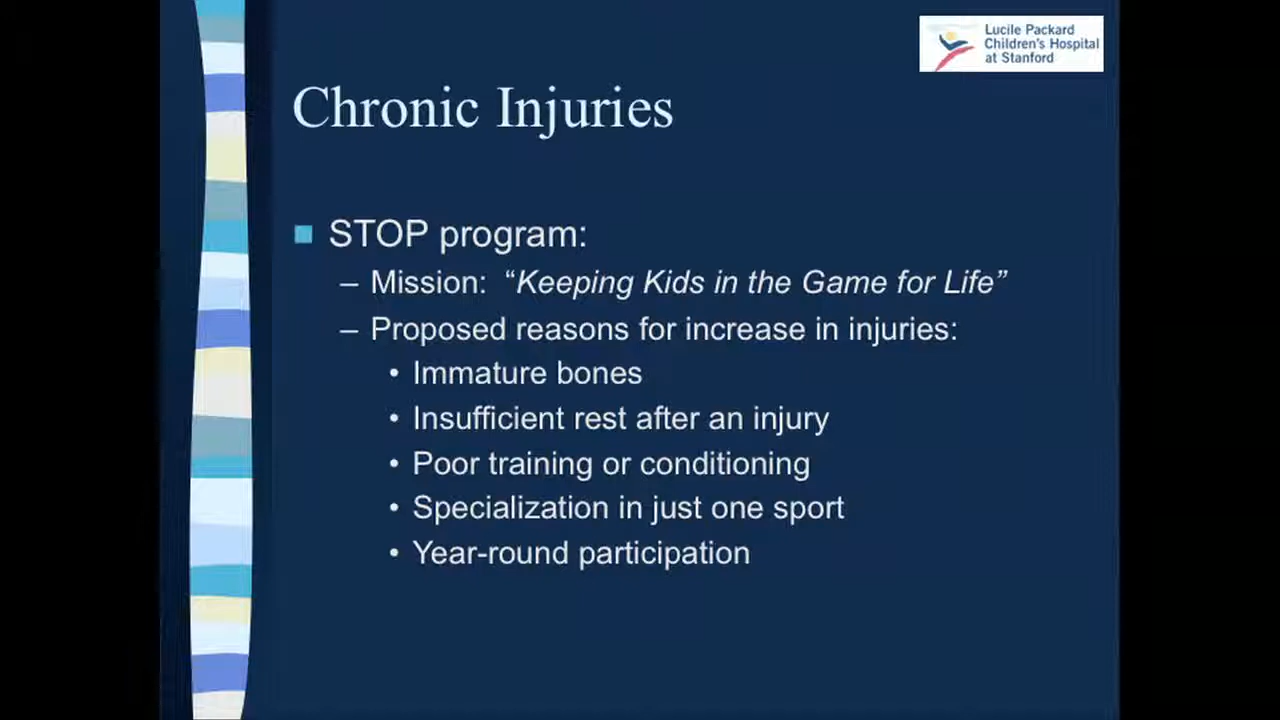 Lucile Packard
Children's Hospital
at Stanford
Chronic Injuries
■ STOP program:
– Mission: “Keeping Kids in the Game for Life”
– Proposed reasons for increase in injuries:
• Immature bones
• Insufficient rest after an injury
• Poor training or conditioning
• Specialization in just one sport
• Year-round participation